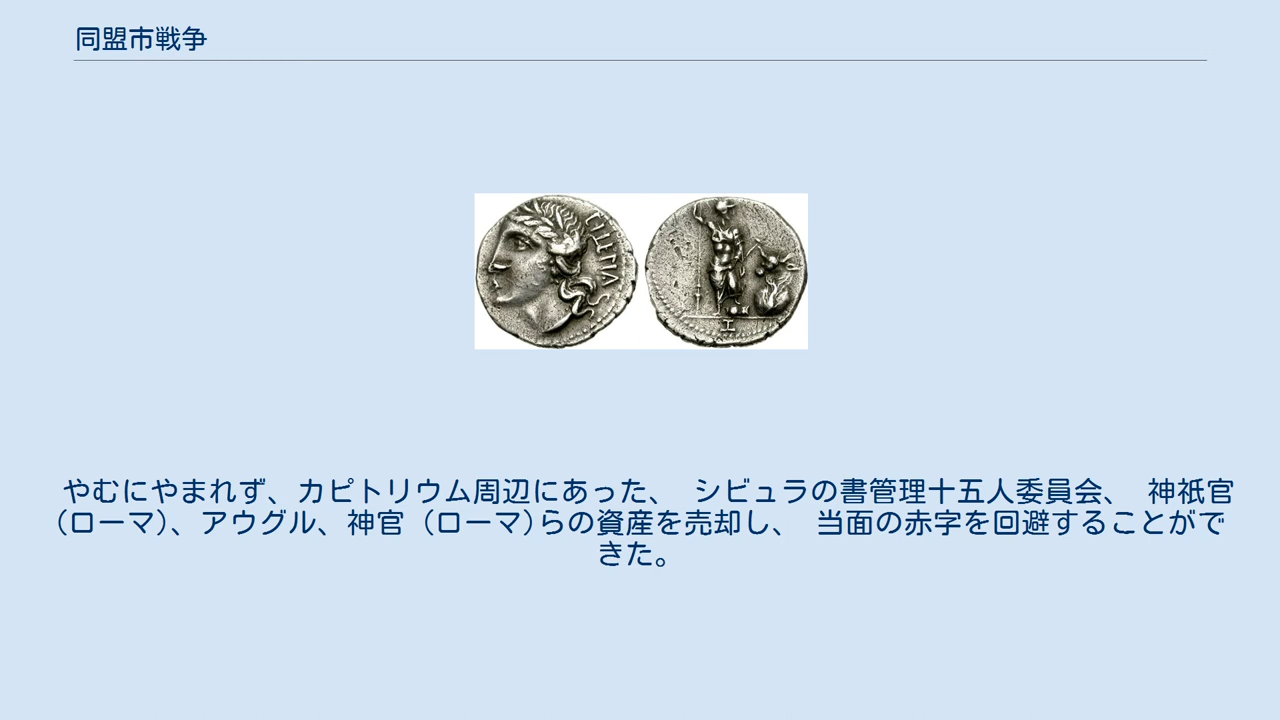 同盟市戦争
やむにやまれず、カピトリウム周辺にあった、 シビュラの書管理十五人委員会、 神祇官
(ローマ)、アウグル、神官 (ローマ)らの資産を売却し、 当面の赤字を回避することがで
きた。